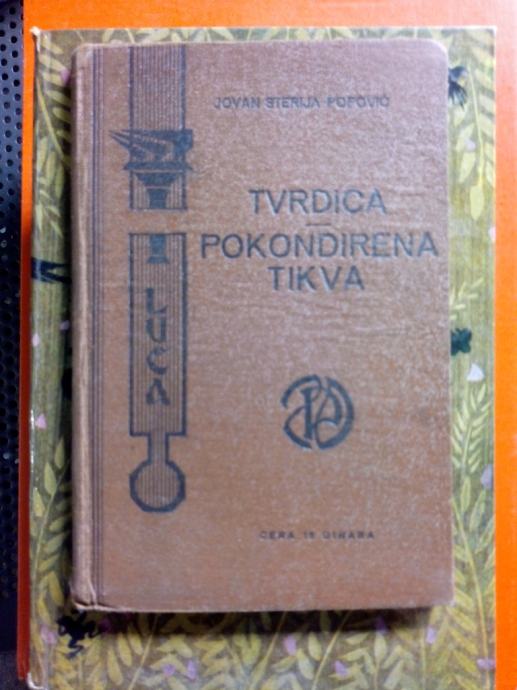 JOVAN STERIJA POPOVIĆ
TVRDICA
POKONDIRENA
TIKVA
LUČA
CENA 15 DINARA